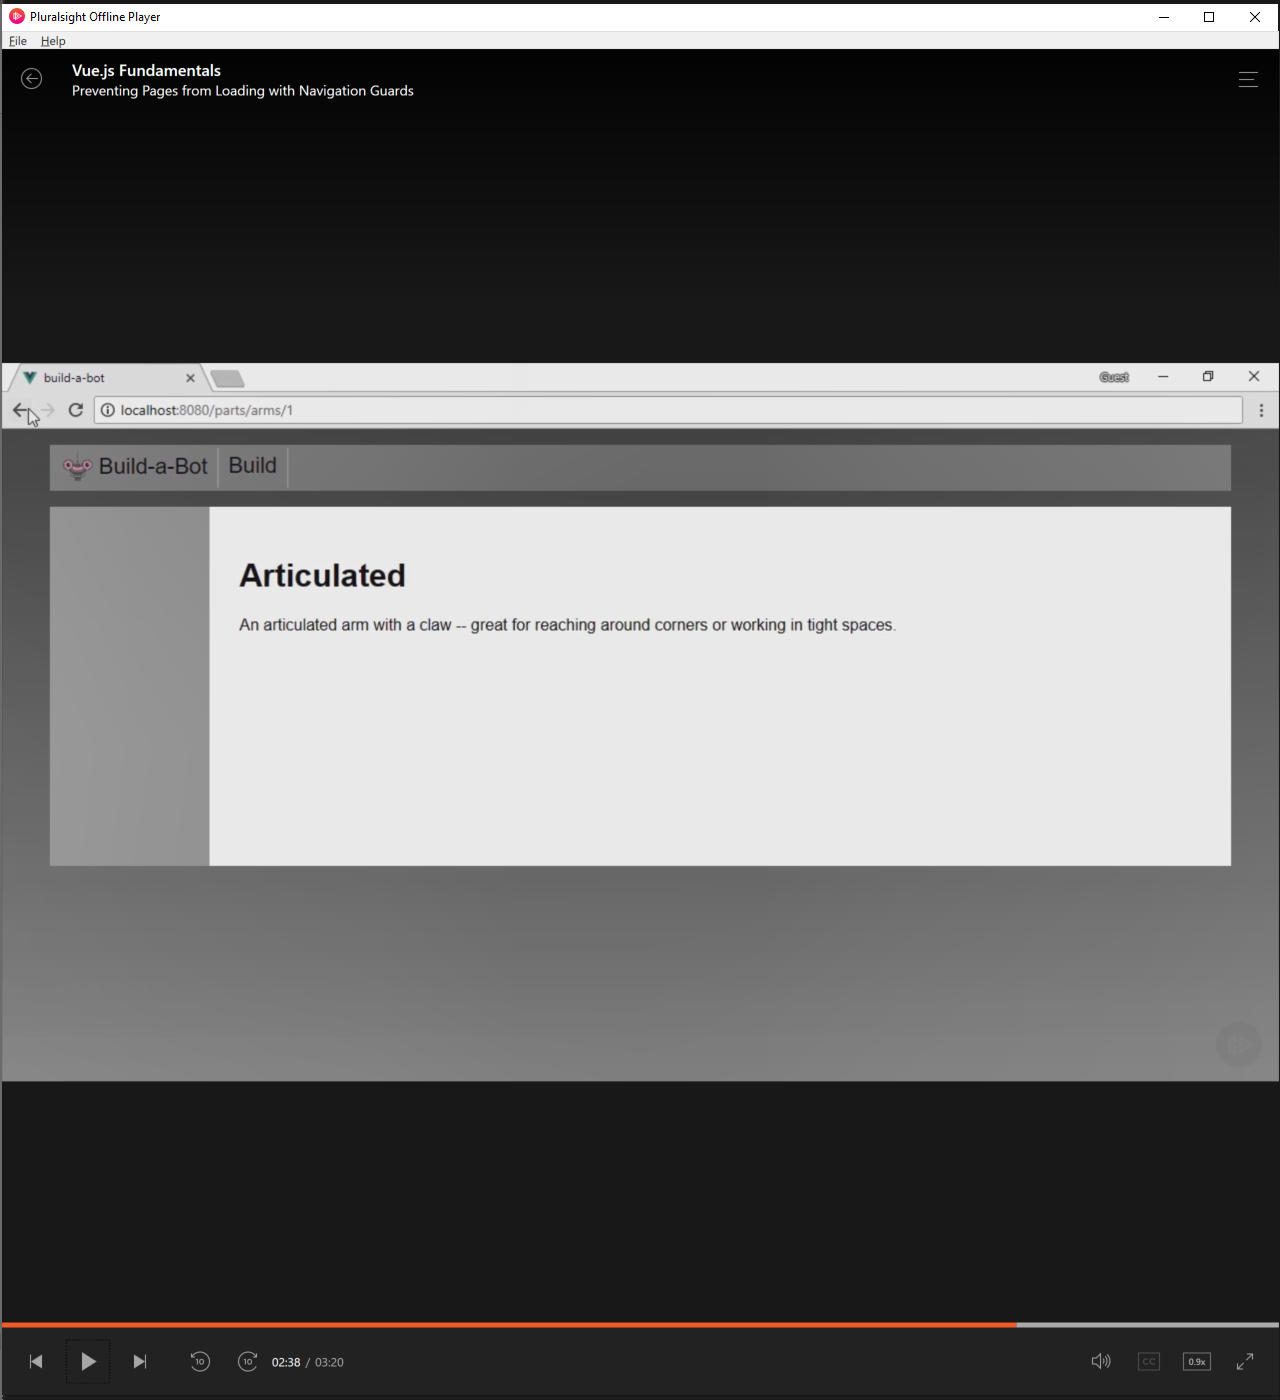 Pluralsight Offline Player
File Help
Vue.js Fundamentals
Preventing Pages from Loading with Navigation Guards
build-a-bot
Guest
localhost:8080/parts/arms/1
Build-a-Bot Build
Articulated
An articulated arm with a claw -- great for reaching around corners or working in tight spaces.
10 10 02:38 / 03:20 CC 0.9x